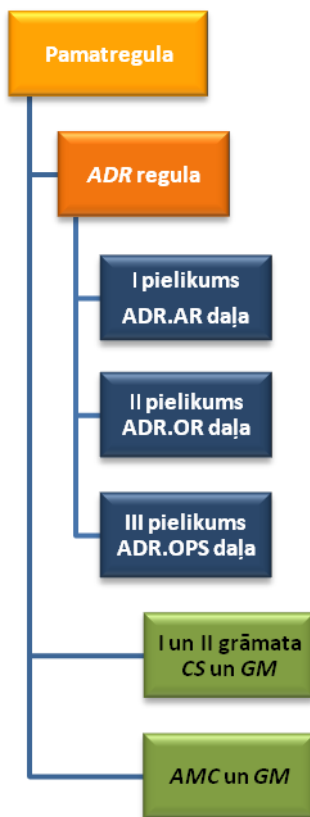 Pamatregula
ADR regula
I pielikums
ADR.AR daļa
II pielikums
ADR.OR daļa
III pielikums
ADR.OPS daļa
I un II grāmata
CS un GM
AMC un GM